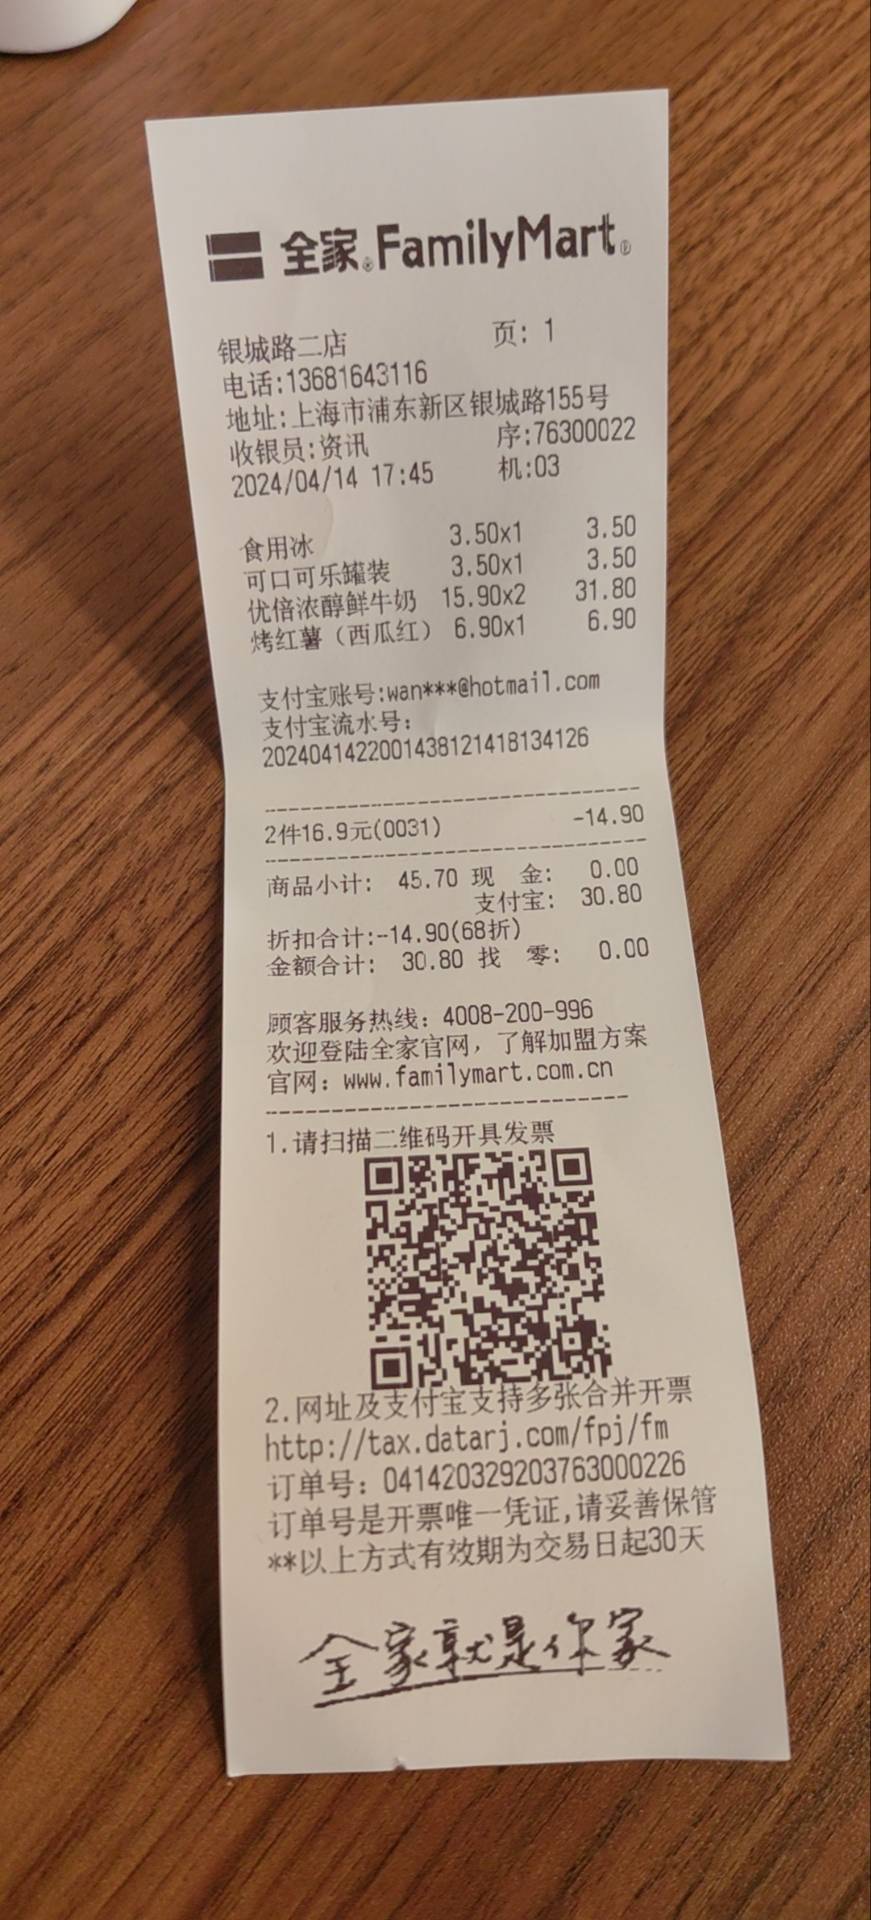 全家 FamilyMart
银城路二店 页: 1
电话:13681643116
地址:上海市浦东新区银城路155号
收银员:资讯 序:76300022
2024/04/14 17:45 机:03
食用冰 3.50x1 3.50
可口可乐罐装 3.50x1 3.50
优倍浓醇鲜牛奶 15.90x2 31.80
烤红薯（西瓜红） 6.90x1 6.90
支付宝账号:wan***@hotmail.com
支付宝流水号:
2024041422001438121418134126
2件16.9元(0031) -14.90
商品小计: 45.70 现 金: 0.00
支付宝: 30.80
折扣合计:-14.90(68折)
金额合计: 30.80 找 零: 0.00
顾客服务热线: 4008-200-996
欢迎登陆全家官网，了解加盟方案
官网: www.familymart.com.cn
1.请扫描二维码开具发票
2.网址及支付宝支持多张合并开票
http://tax.datarj.com/fpj/fm
订单号: 041420329203763000226
订单号是开票唯一凭证,请妥善保管
**以上方式有效期为交易日起30天
全家就是你家